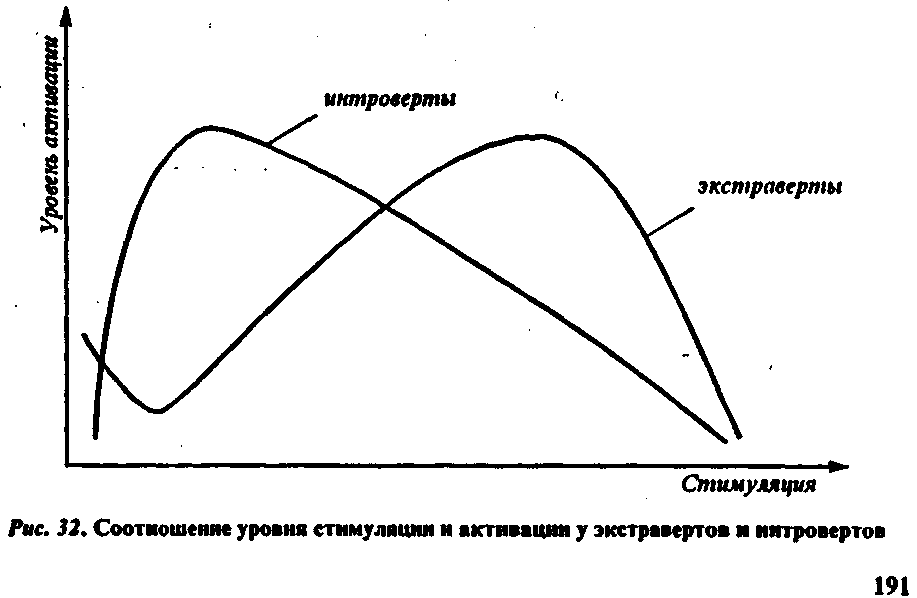 Уровень активации
интроверты
экстраверты
Стимуляция
Рис. 32. Соотношение уровня стимуляции и активации у экстравертов и интровертов
191